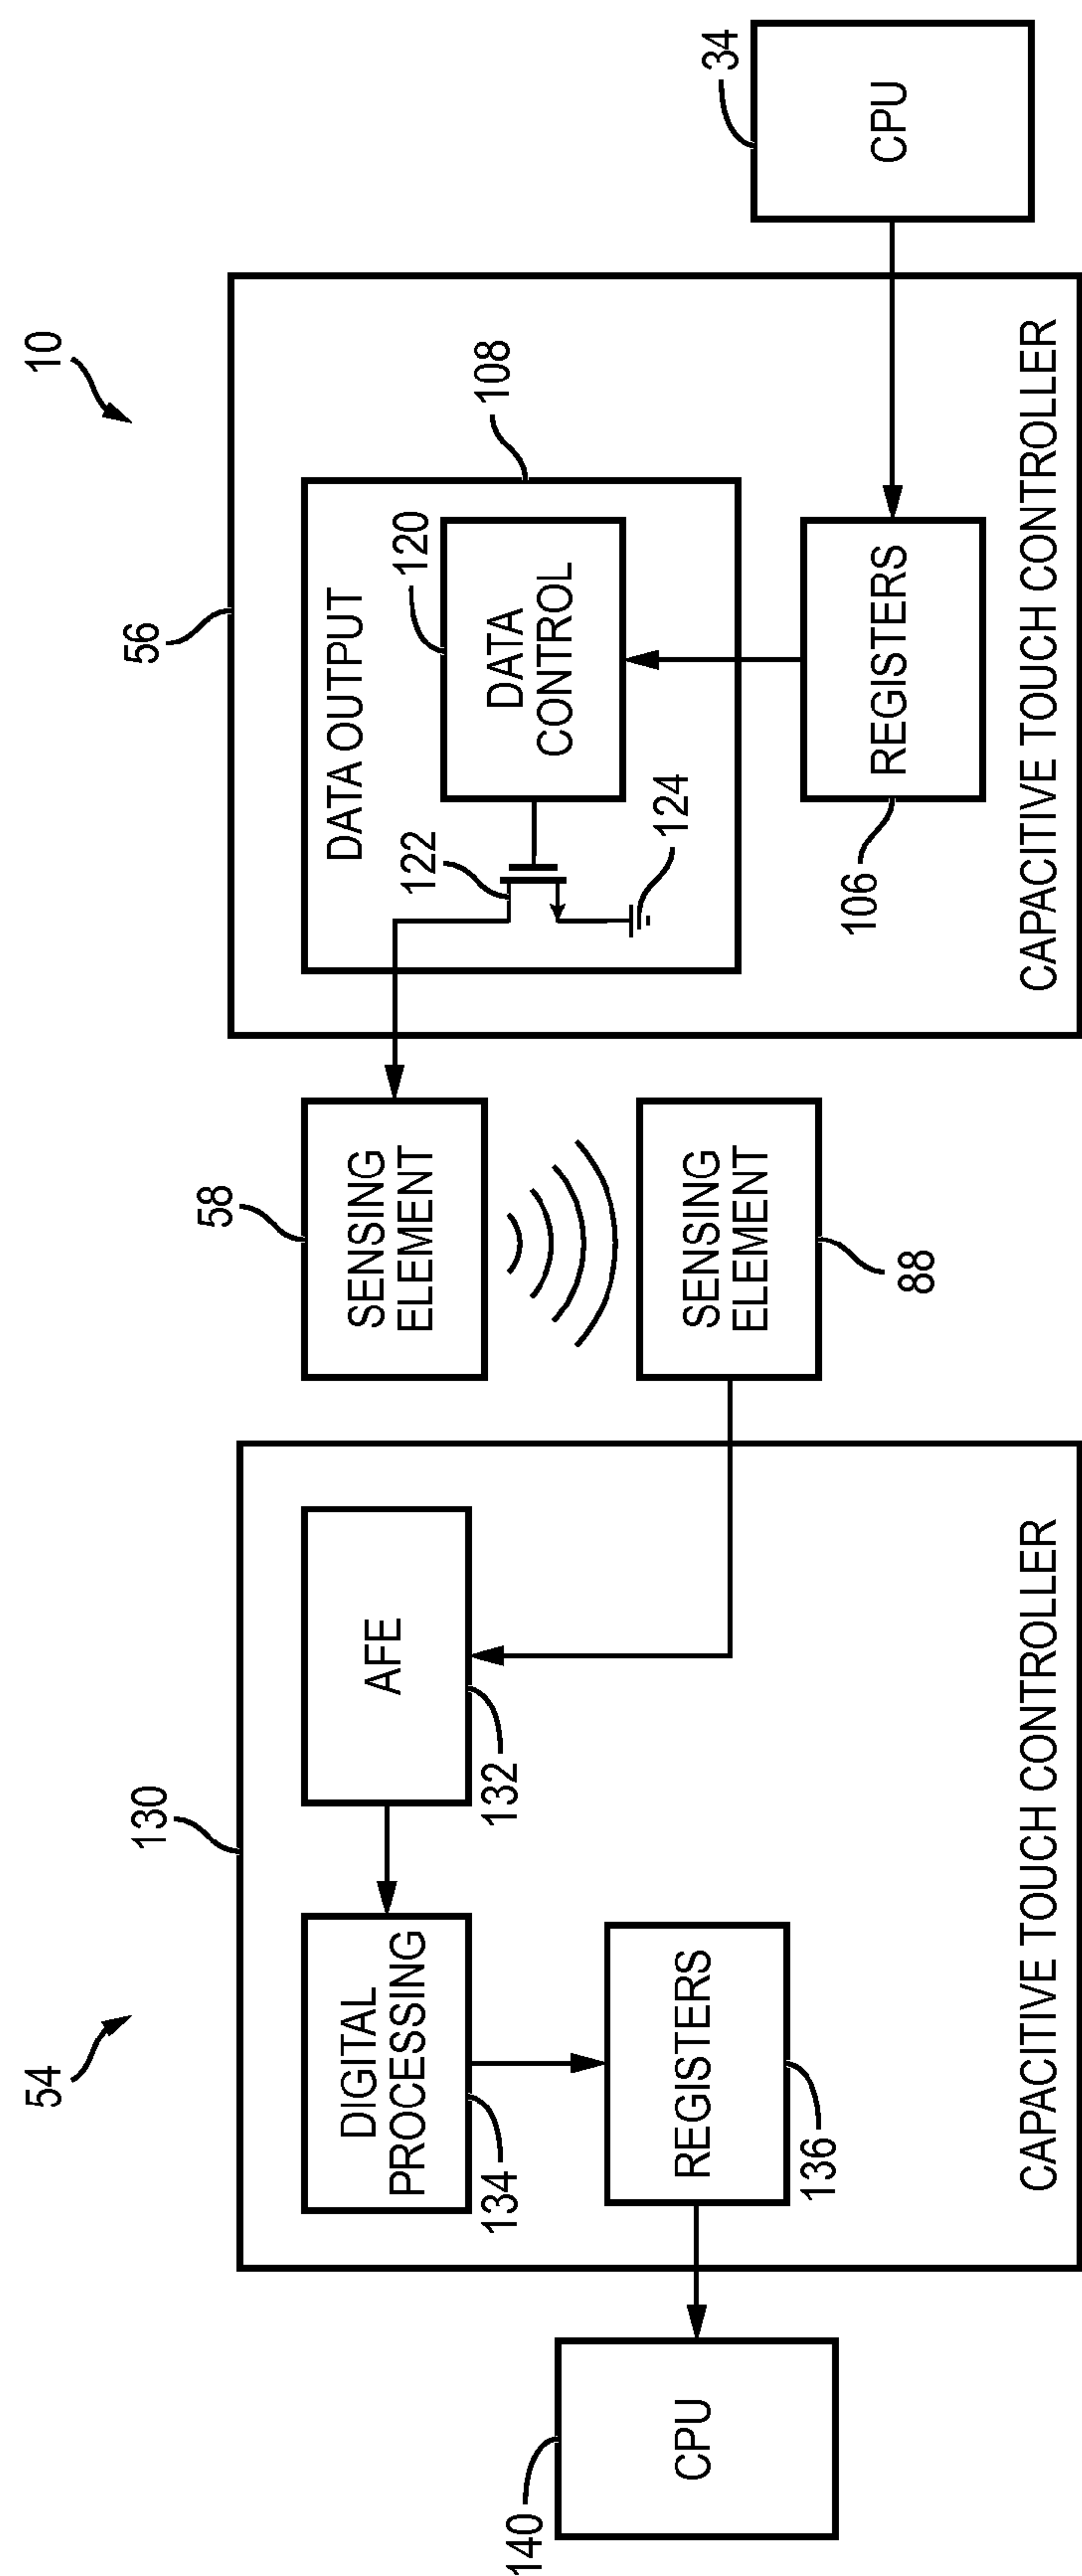 54
10
130
56
DIGITAL
PROCESSING
134
AFE
132
REGISTERS
136
CAPACITIVE TOUCH CONTROLLER
140
CPU
58
SENSING
ELEMENT
SENSING
ELEMENT
88
DATA OUTPUT
108
122
120
DATA
CONTROL
124
REGISTERS
106
CAPACITIVE TOUCH CONTROLLER
34
CPU